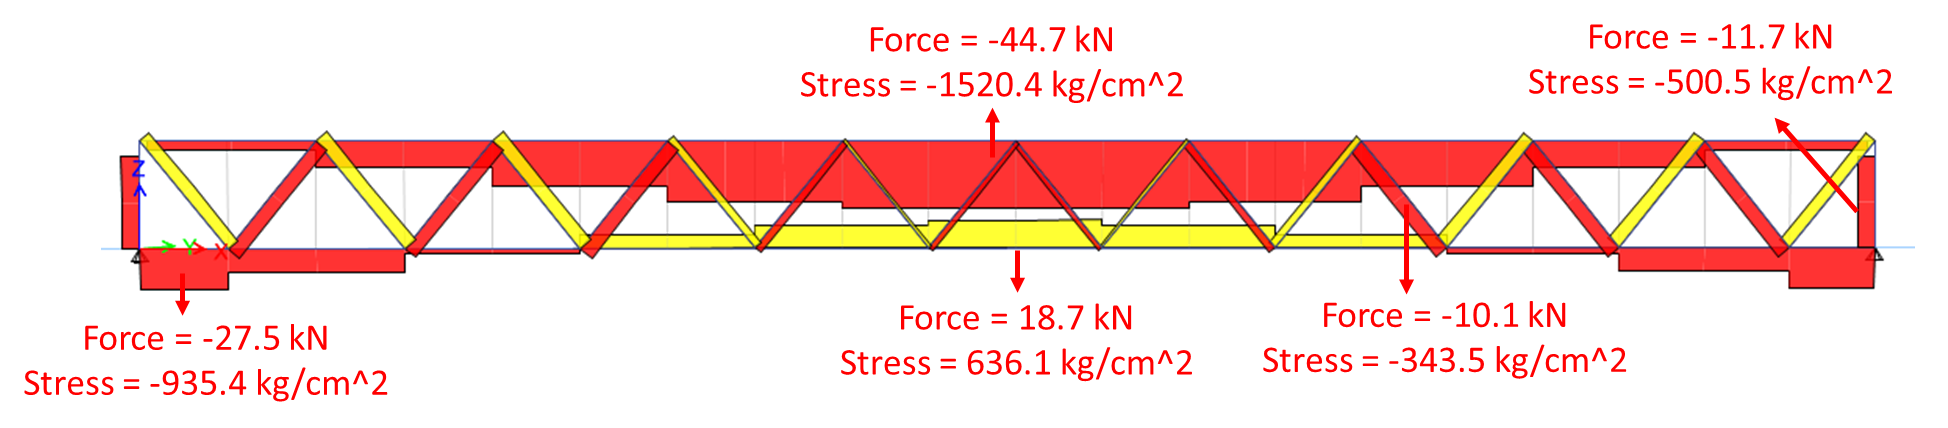 Force = -44.7 kN
Stress = -1520.4 kg/cm^2
Force = -11.7 kN
Stress = -500.5 kg/cm^2
Z
Y
X
Force = -27.5 kN
Stress = -935.4 kg/cm^2
Force = 18.7 kN
Stress = 636.1 kg/cm^2
Force = -10.1 kN
Stress = -343.5 kg/cm^2